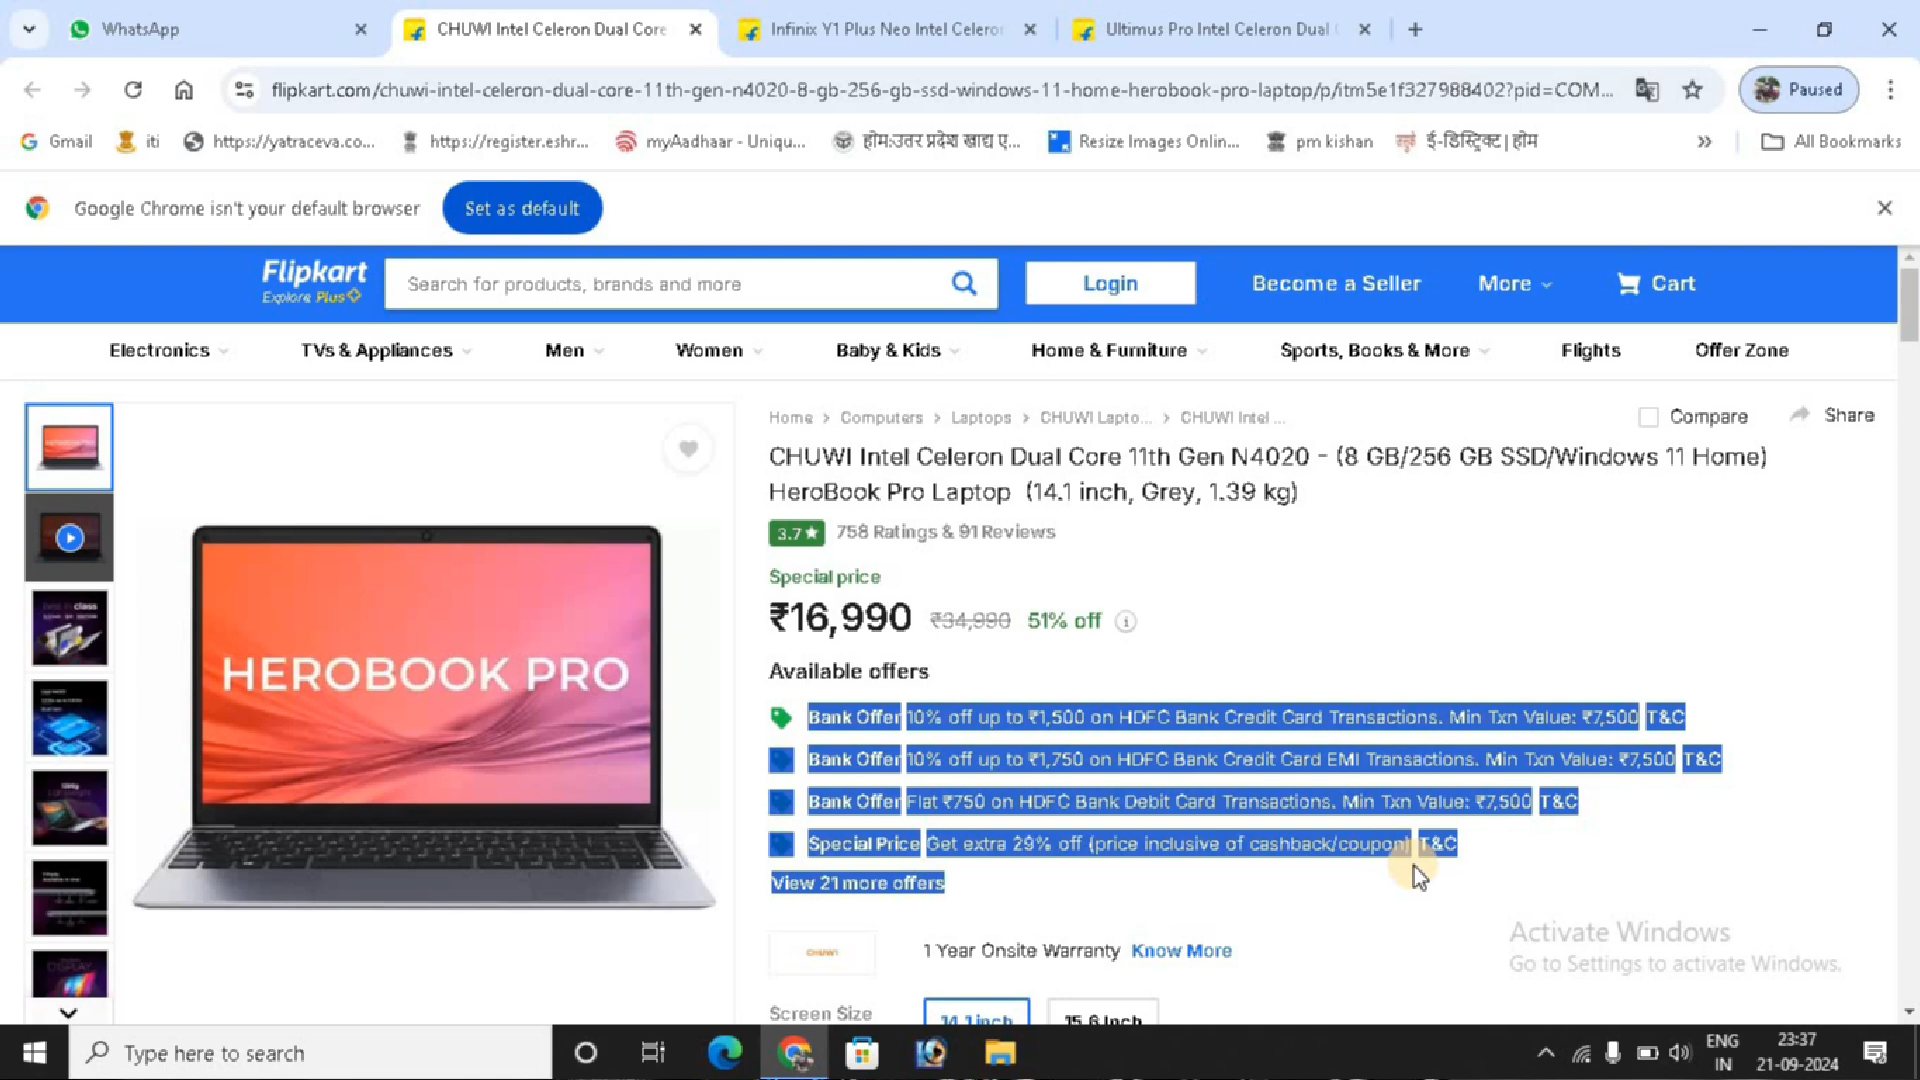 WhatsApp
CHUWI Intel Celeron Dual Core
Infinix Y1 Plus Neo Intel Celeron
Ultimus Pro Intel Celeron Dual
flipkart.com/chuwi-intel-celeron-dual-core-11th-gen-n4020-8-gb-256-gb-ssd-windows-11-home-herobook-pro-laptop/p/itm5e1f327988402?pid=COM...
Paused
Gmail
iti
https://yatraceva.co...
https://register.eshr...
myAadhaar - Uniqu...
होम:उतर प्रदेश खाद्य ए...
Resize Images Onlin...
pm kishan
ई-डिस्ट्रिक्ट | होम
All Bookmarks
Google Chrome isn't your default browser
Set as default
Flipkart
Explore Plus
Search for products, brands and more
Login
Become a Seller
More
Cart
Electronics
TVs & Appliances
Men
Women
Baby & Kids
Home & Furniture
Sports, Books & More
Flights
Offer Zone
Home > Computers > Laptops > CHUWI Lapto... > CHUWI Intel ...
Compare
Share
CHUWI Intel Celeron Dual Core 11th Gen N4020 - (8 GB/256 GB SSD/Windows 11 Home)
HeroBook Pro Laptop (14.1 inch, Grey, 1.39 kg)
3.7★ 758 Ratings & 91 Reviews
Special price
₹16,990 ₹34,990 51% off
Available offers
HEROBOOK PRO
Bank Offer 10% off up to ₹1,500 on HDFC Bank Credit Card Transactions. Min Txn Value: ₹7,500 T&C
Bank Offer 10% off up to ₹1,750 on HDFC Bank Credit Card EMI Transactions. Min Txn Value: ₹7,500 T&C
Bank Offer Flat ₹750 on HDFC Bank Debit Card Transactions. Min Txn Value: ₹7,500 T&C
Special Price Get extra 29% off (price inclusive of cashback/coupon) T&C
View 21 more offers
CHUWI
1 Year Onsite Warranty Know More
Activate Windows
Go to Settings to activate Windows.
Screen Size
14.1 inch
15.6 Inch
Type here to search
ENG
IN
23:37
21-09-2024